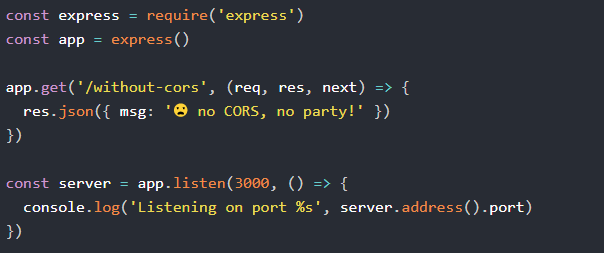 const express = require('express')
const app = express()
app.get('/without-cors', (req, res, next) => {
  res.json({ msg: '😦 no CORS, no party!' })
})
const server = app.listen(3000, () => {
  console.log('Listening on port %s', server.address().port)
})